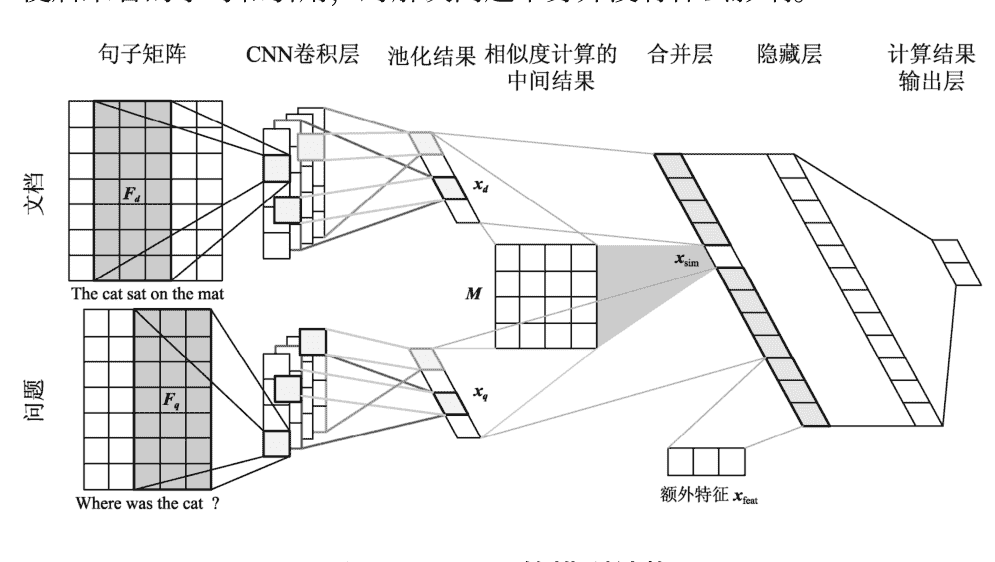 句子矩阵
CNN卷积层
池化结果
相似度计算的
中间结果
合并层
隐藏层
计算结果
输出层
文档
F_d
The cat sat on the mat
x_d
x_sim
M
问题
F_q
Where was the cat ?
x_q
额外特征 x_feat